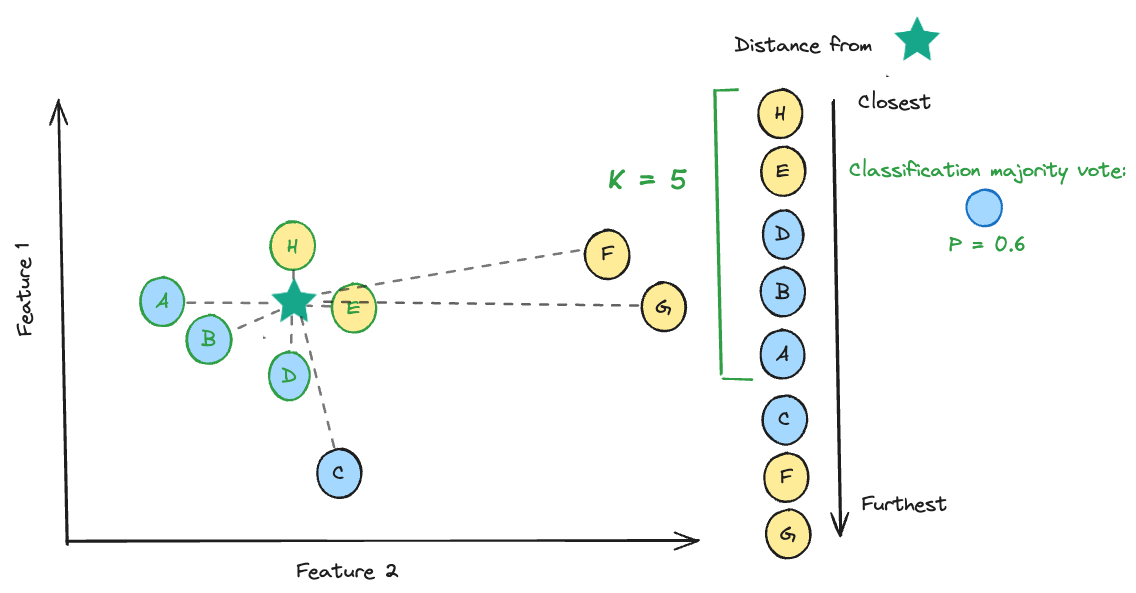 Distance from
Closest
Furthest
H
E
D
B
A
C
F
G
K = 5
Classification majority vote:
P = 0.6
Feature 1
Feature 2
H
A
B
D
E
C
F
G